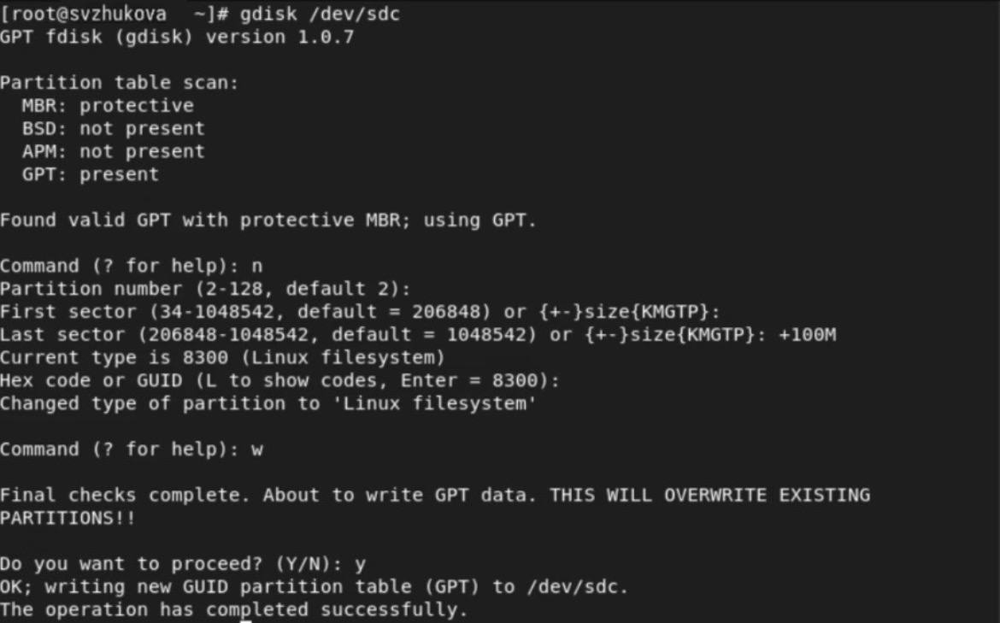 [root@svzhukova ~]# gdisk /dev/sdc
GPT fdisk (gdisk) version 1.0.7
Partition table scan:
MBR: protective
BSD: not present
APM: not present
GPT: present
Found valid GPT with protective MBR; using GPT.
Command (? for help): n
Partition number (2-128, default 2):
First sector (34-1048542, default = 206848) or {+-}size{KMGTP}:
Last sector (206848-1048542, default = 1048542) or {+-}size{KMGTP}: +100M
Current type is 8300 (Linux filesystem)
Hex code or GUID (L to show codes, Enter = 8300):
Changed type of partition to 'Linux filesystem'
Command (? for help): w
Final checks complete. About to write GPT data. THIS WILL OVERWRITE EXISTING
PARTITIONS!!
Do you want to proceed? (Y/N): y
OK; writing new GUID partition table (GPT) to /dev/sdc.
The operation has completed successfully.